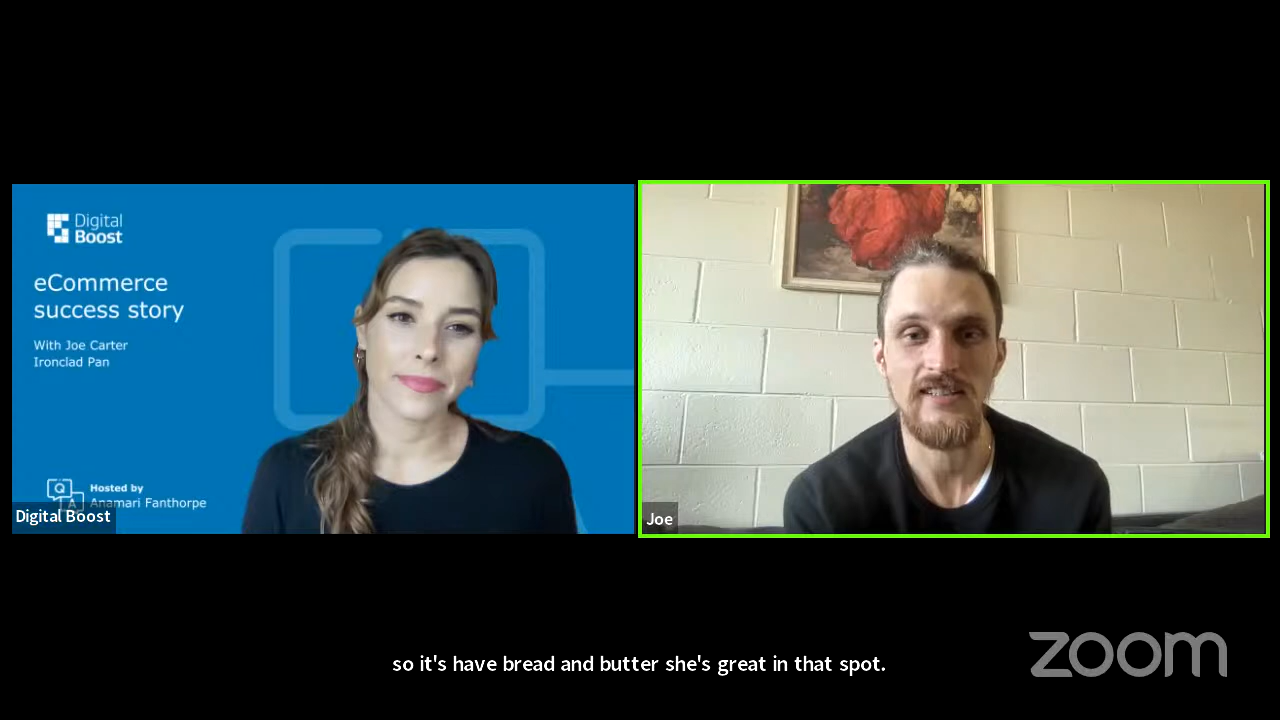 Digital
Boost
eCommerce
success story
With Joe Carter
Ironclad Pan
Q
A
Hosted by
Anamari Fanthorpe
Digital Boost
Joe
so it's have bread and butter she's great in that spot.
zoom